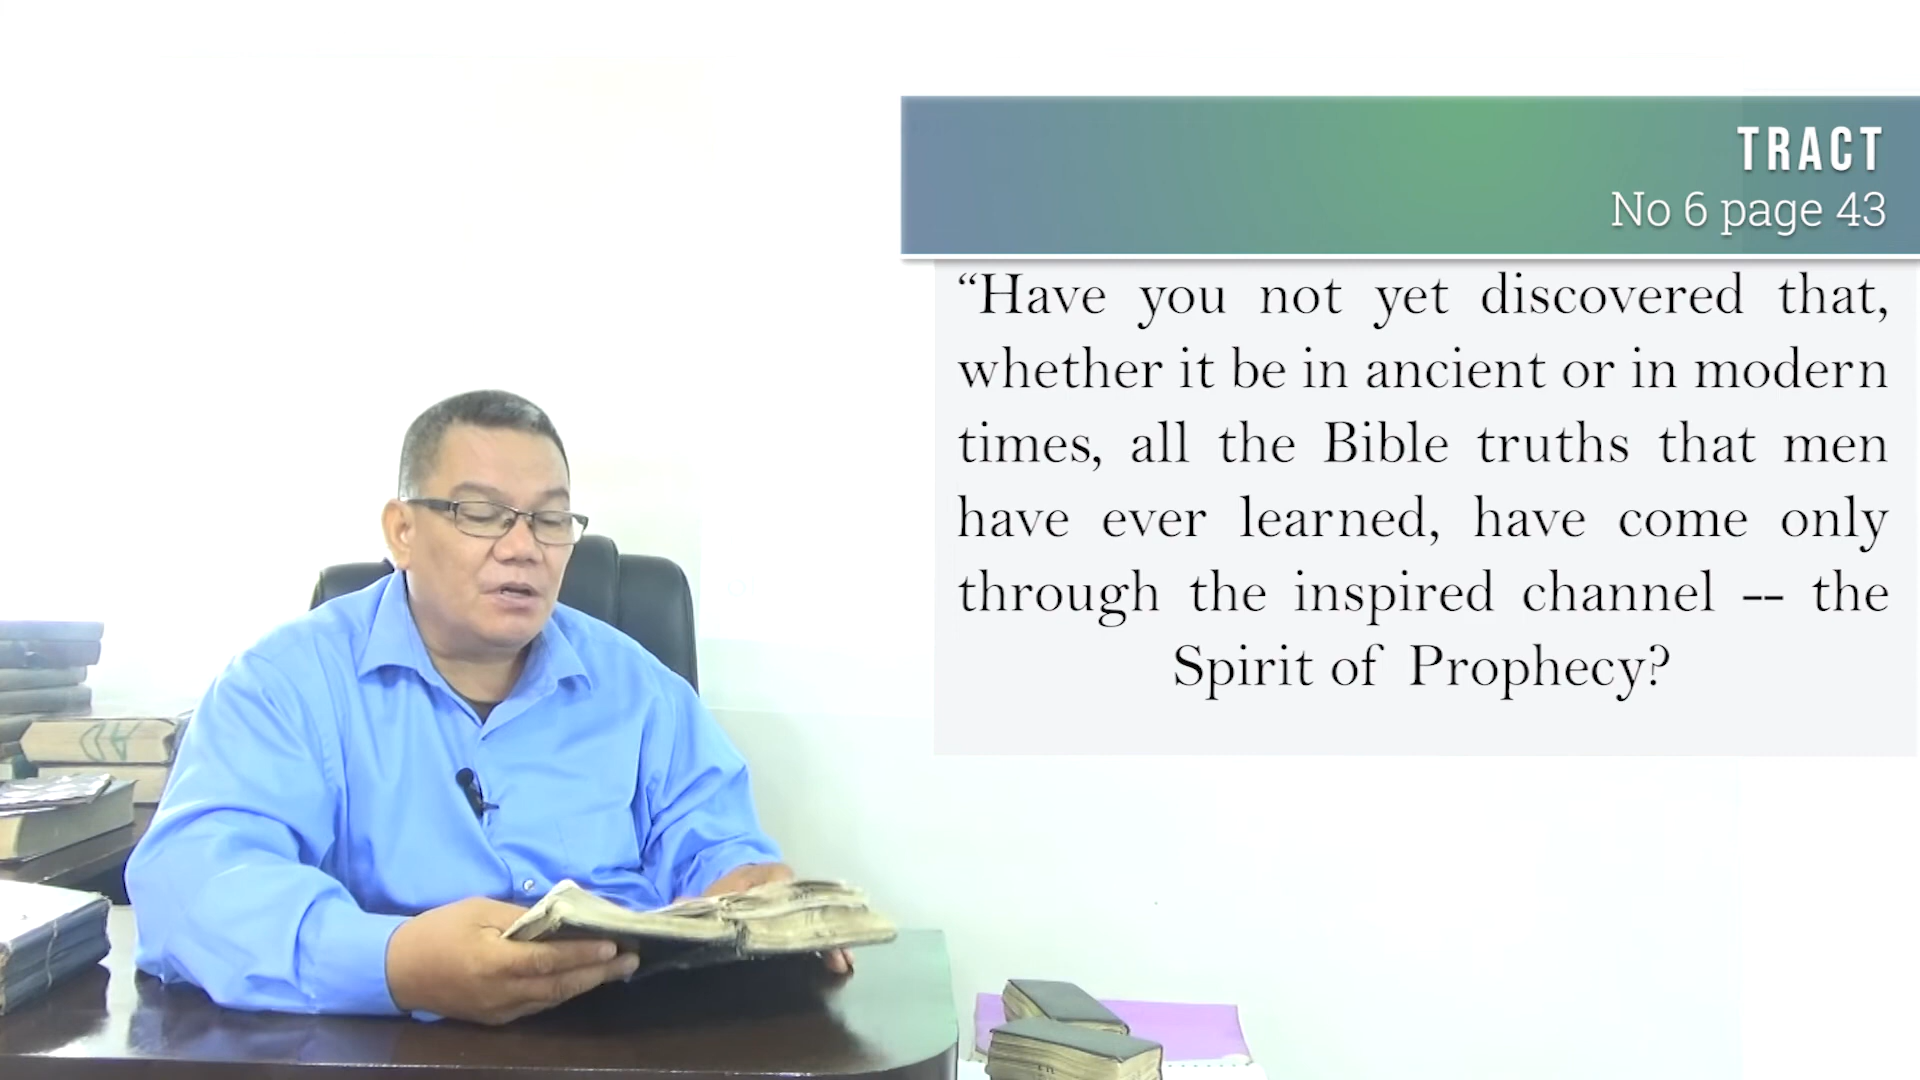 TRACT
No 6 page 43
“Have you not yet discovered that,
whether it be in ancient or in modern
times, all the Bible truths that men
have ever learned, have come only
through the inspired channel -- the
Spirit of Prophecy?